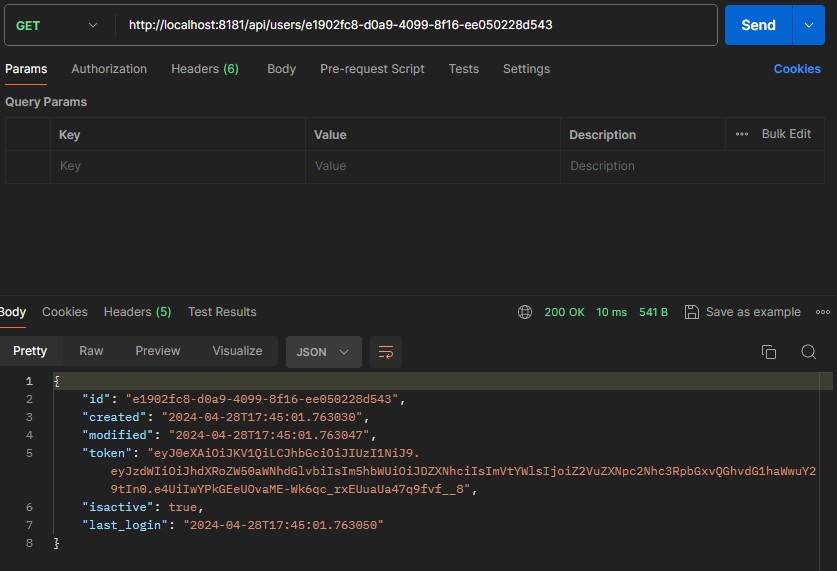 GET http://localhost:8181/api/users/e1902fc8-d0a9-4099-8f16-ee050228d543 Send
Params Authorization Headers (6) Body Pre-request Script Tests Settings Cookies
Query Params
Key Value Description ••• Bulk Edit
Key Value Description
Body Cookies Headers (5) Test Results 200 OK 10 ms 541 B Save as example •••
Pretty Raw Preview Visualize JSON
1 {
2 "id": "e1902fc8-d0a9-4099-8f16-ee050228d543",
3 "created": "2024-04-28T17:45:01.763030",
4 "modified": "2024-04-28T17:45:01.763047",
5 "token": "eyJ0eXAiOiJKV1QiLCJhbGciOiJIUzI1NiJ9.
eyJzdWIiOiJhdXRoZW50aWNhdGlvbiIsIm5hbWUiOiJDZXNhciIsImVtYWlsIjoiZ2VuZXNpc2Nhc3RpbGxvQGhvdG1haWwuY2
9tIn0.e4UiIwYPkGEeUOvaME-Wk6qc_rxEUuaUa47q9fvf__8",
6 "isactive": true,
7 "last_login": "2024-04-28T17:45:01.763050"
8 }